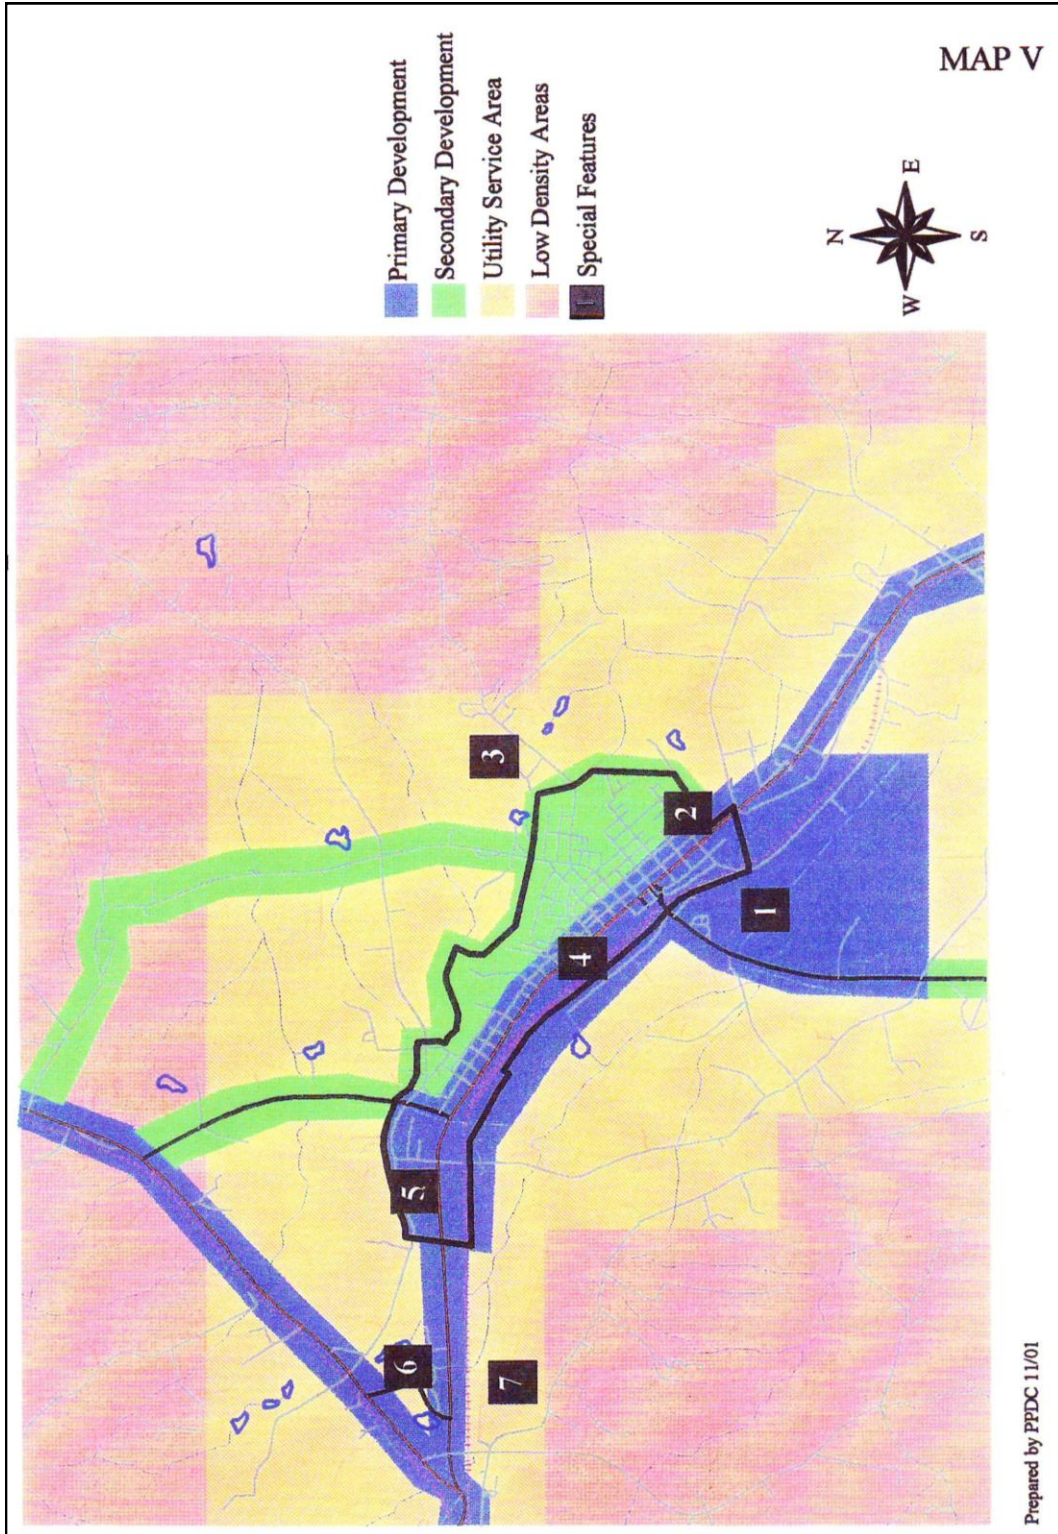 MAP V
Primary Development
Secondary Development
Utility Service Area
Low Density Areas
1 Special Features
N
E
W
S
3
2
1
4
5
6
7
Prepared by PPDC 11/01